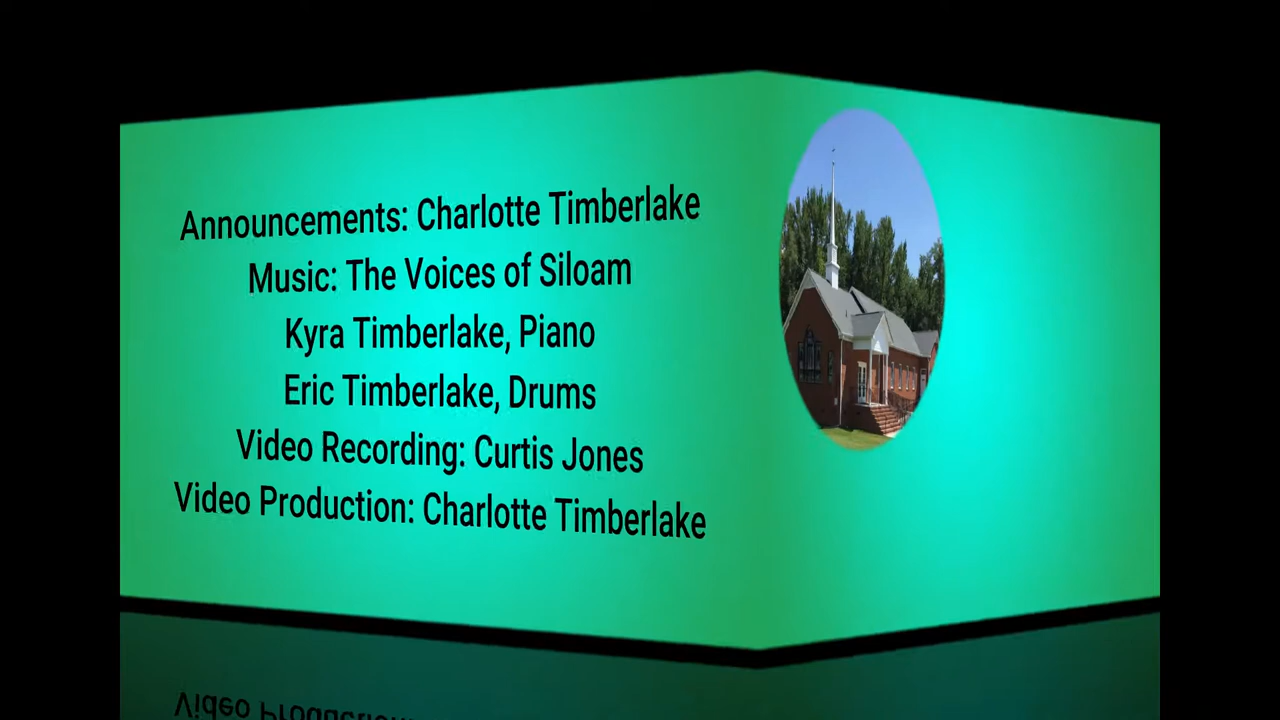 Announcements: Charlotte Timberlake
Music: The Voices of Siloam
Kyra Timberlake, Piano
Eric Timberlake, Drums
Video Recording: Curtis Jones
Video Production: Charlotte Timberlake